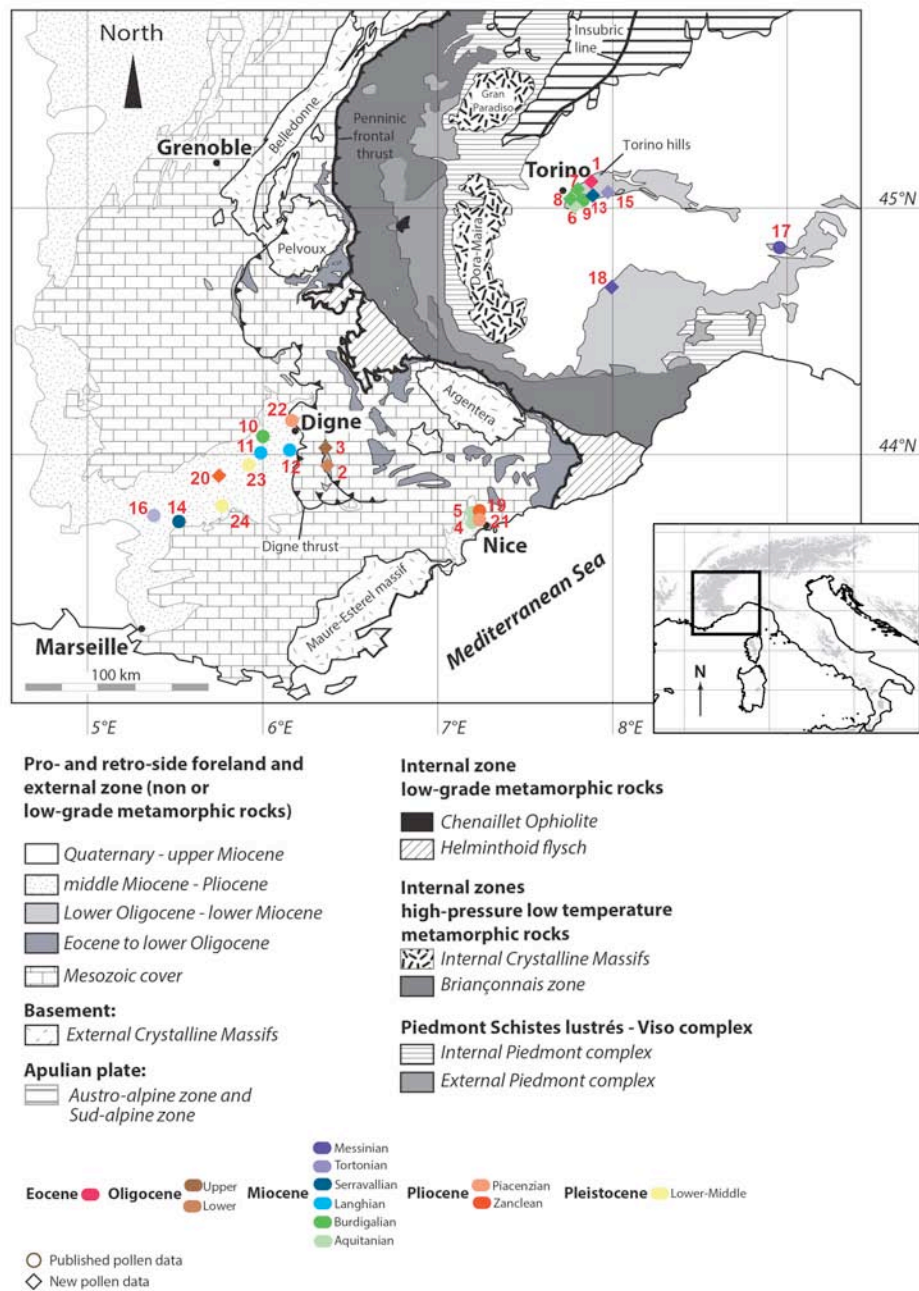 North
Insubric
line
Gran
Paradiso
Belledonne
Penninic
frontal
thrust
Grenoble
Torino
Torino hills
1
7
8
6
9
13
15
45°N
17
Pelvoux
Dora-Maira
18
Argentera
22
Digne
10
3
11
12
2
44°N
23
20
16
14
24
5
19
4
21
Digne thrust
Nice
Maure-Esterel massif
Mediterranean Sea
Marseille
100 km
N
5°E
6°E
7°E
8°E
Pro- and retro-side foreland and
external zone (non or
low-grade metamorphic rocks)
Quaternary - upper Miocene
middle Miocene - Pliocene
Lower Oligocene - lower Miocene
Eocene to lower Oligocene
Mesozoic cover
Basement:
External Crystalline Massifs
Apulian plate:
Austro-alpine zone and
Sud-alpine zone
Internal zone
low-grade metamorphic rocks
Chenaillet Ophiolite
Helminthoid flysch
Internal zones
high-pressure low temperature
metamorphic rocks
Internal Crystalline Massifs
Briançonnais zone
Piedmont Schistes lustrés - Viso complex
Internal Piedmont complex
External Piedmont complex
Eocene
Oligocene
Upper
Lower
Miocene
Messinian
Tortonian
Serravallian
Langhian
Burdigalian
Aquitanian
Pliocene
Piacenzian
Zanclean
Pleistocene
Lower-Middle
Published pollen data
New pollen data